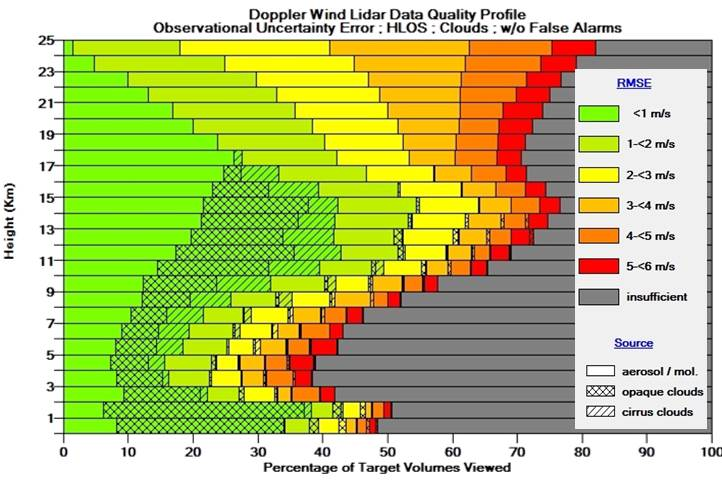 Doppler Wind Lidar Data Quality Profile
Observational Uncertainty Error ; HLOS ; Clouds ; w/o False Alarms
Height (Km)
25
23
21
19
17
15
13
11
9
7
5
3
1
RMSE
<1 m/s
1-<2 m/s
2-<3 m/s
3-<4 m/s
4-<5 m/s
5-<6 m/s
insufficient
Source
aerosol / mol.
opaque clouds
cirrus clouds
0 10 20 30 40 50 60 70 80 90 100
Percentage of Target Volumes Viewed